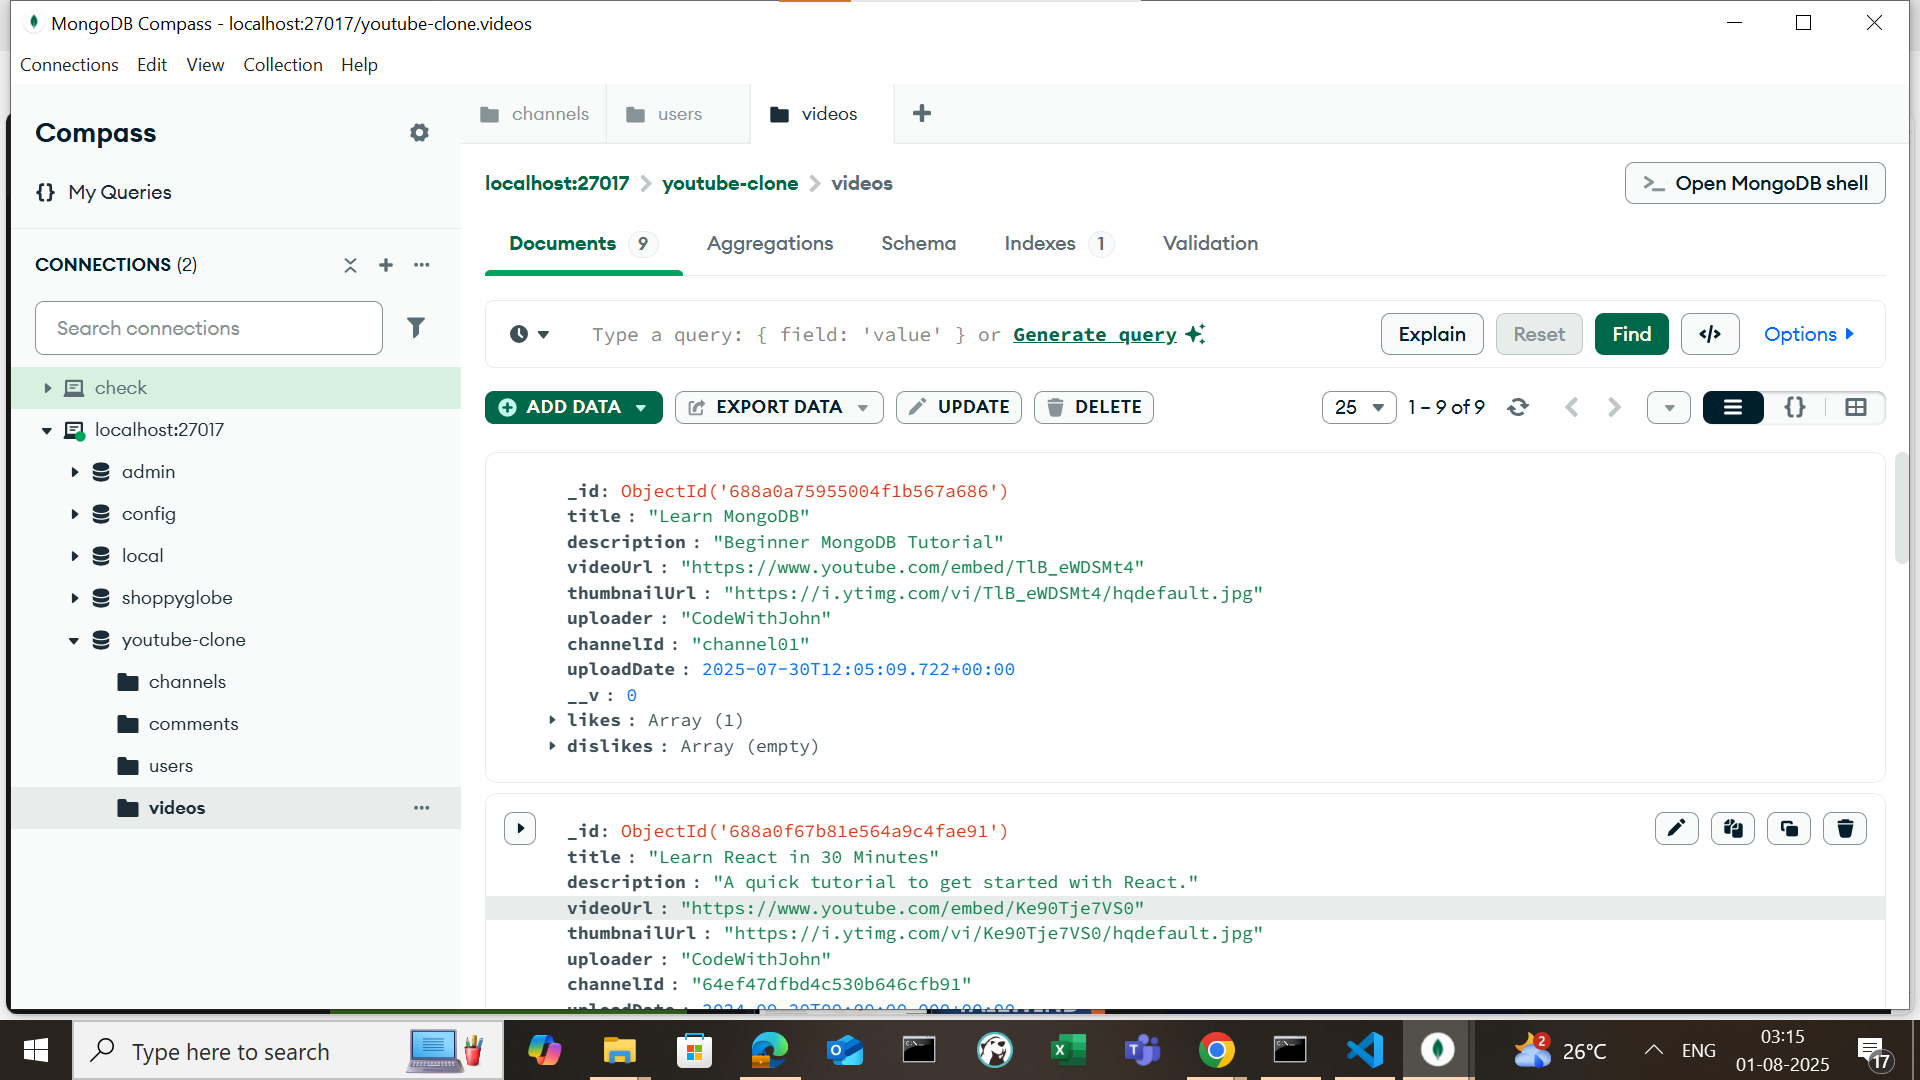 MongoDB Compass - localhost:27017/youtube-clone.videos
Connections Edit View Collection Help
Compass
{} My Queries
CONNECTIONS (2)
Search connections
check
localhost:27017
admin
config
local
shoppyglobe
youtube-clone
channels
comments
users
videos
channels users videos
localhost:27017 > youtube-clone > videos
>_ Open MongoDB shell
Documents 9 Aggregations Schema Indexes 1 Validation
Type a query: { field: 'value' } or Generate query
Explain Reset Find </> Options
ADD DATA EXPORT DATA UPDATE DELETE
25 1 – 9 of 9 {}
_id: ObjectId('688a0a75955004f1b567a686')
title : "Learn MongoDB"
description : "Beginner MongoDB Tutorial"
videoUrl : "https://www.youtube.com/embed/TlB_eWDSMt4"
thumbnailUrl : "https://i.ytimg.com/vi/TlB_eWDSMt4/hqdefault.jpg"
uploader : "CodeWithJohn"
channelId : "channel01"
uploadDate : 2025-07-30T12:05:09.722+00:00
__v : 0
likes : Array (1)
dislikes : Array (empty)
_id: ObjectId('688a0f67b81e564a9c4fae91')
title : "Learn React in 30 Minutes"
description : "A quick tutorial to get started with React."
videoUrl : "https://www.youtube.com/embed/Ke90Tje7VS0"
thumbnailUrl : "https://i.ytimg.com/vi/Ke90Tje7VS0/hqdefault.jpg"
uploader : "CodeWithJohn"
channelId : "64ef47dfbd4c530b646cfb91"
Type here to search
2
26°C
ENG
03:15
01-08-2025
17